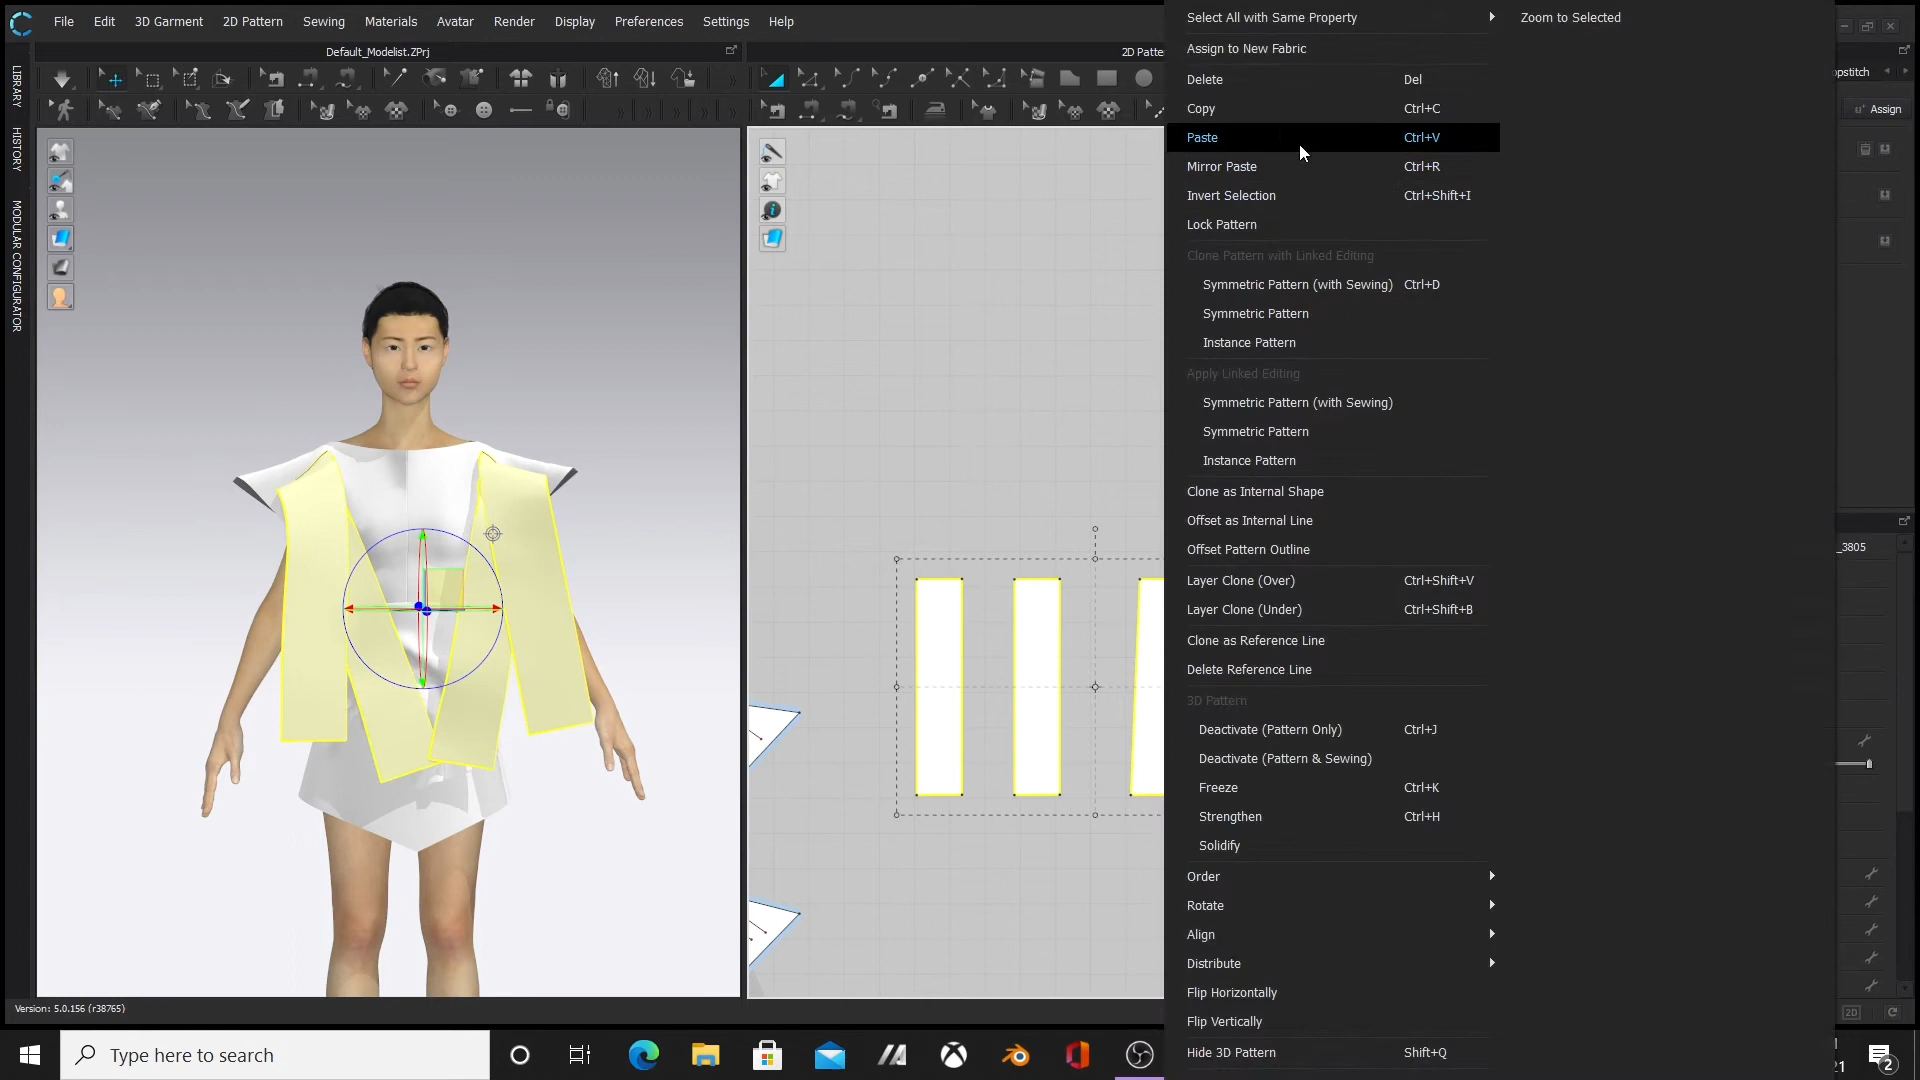 File Edit 3D Garment 2D Pattern Sewing Materials Avatar Render Display Preferences Settings Help
Default_Modelist.ZPrj
2D Patte
LIBRARY
HISTORY
MODULAR CONFIGURATOR
Select All with Same Property
Zoom to Selected
Assign to New Fabric
Delete Del
Copy Ctrl+C
Paste Ctrl+V
Mirror Paste Ctrl+R
Invert Selection Ctrl+Shift+I
Lock Pattern
Clone Pattern with Linked Editing
Symmetric Pattern (with Sewing) Ctrl+D
Symmetric Pattern
Instance Pattern
Apply Linked Editing
Symmetric Pattern (with Sewing)
Symmetric Pattern
Instance Pattern
Clone as Internal Shape
Offset as Internal Line
Offset Pattern Outline
Layer Clone (Over) Ctrl+Shift+V
Layer Clone (Under) Ctrl+Shift+B
Clone as Reference Line
Delete Reference Line
3D Pattern
Deactivate (Pattern Only) Ctrl+J
Deactivate (Pattern & Sewing)
Freeze Ctrl+K
Strengthen Ctrl+H
Solidify
Order
Rotate
Align
Distribute
Flip Horizontally
Flip Vertically
Hide 3D Pattern Shift+Q
opstitch
Assign
_3805
2D
Version: 5.0.156 (r38765)
Type here to search
21
2